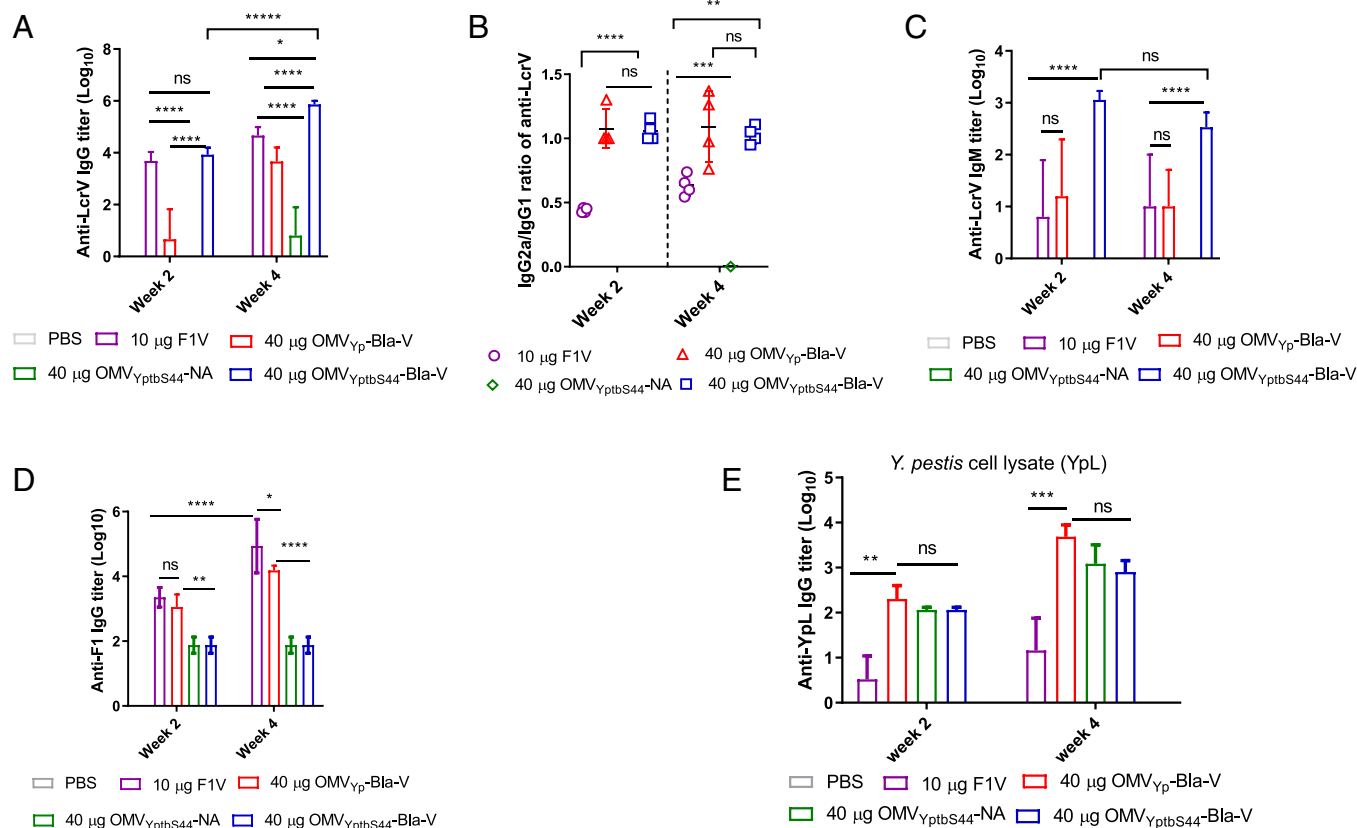 A
Anti-LcrV IgG titer (Log10)
8
6
4
2
0
*****
*
ns
****
****
****
****
Week 2
Week 4
PBS
10 µg F1V
40 µg OMVYp-Bla-V
40 µg OMVYptbS44-NA
40 µg OMVYptbS44-Bla-V
B
IgG2a/IgG1 ratio of anti-LcrV
1.5
1.0
0.5
0.0
**
****
ns
ns
***
Week 2
Week 4
10 µg F1V
40 µg OMVYp-Bla-V
40 µg OMVYptbS44-NA
40 µg OMVYptbS44-Bla-V
C
Anti-LcrV IgM titer (Log10)
4
3
2
1
0
****
ns
****
ns
ns
Week 2
Week 4
PBS
10 µg F1V
40 µg OMVYp-Bla-V
40 µg OMVYptbS44-NA
40 µg OMVYptbS44-Bla-V
D
Anti-F1 IgG titer (Log10)
6
4
2
0
****
*
ns
**
****
Week 2
Week 4
PBS
10 µg F1V
40 µg OMVYp-Bla-V
40 µg OMVYptbS44-NA
40 µg OMVYptbS44-Bla-V
E
Y. pestis cell lysate (YpL)
Anti-YpL IgG titer (Log10)
5
4
3
2
1
0
***
ns
**
ns
week 2
week 4
PBS
10 µg F1V
40 µg OMVYp-Bla-V
40 µg OMVYptbS44-NA
40 µg OMVYptbS44-Bla-V